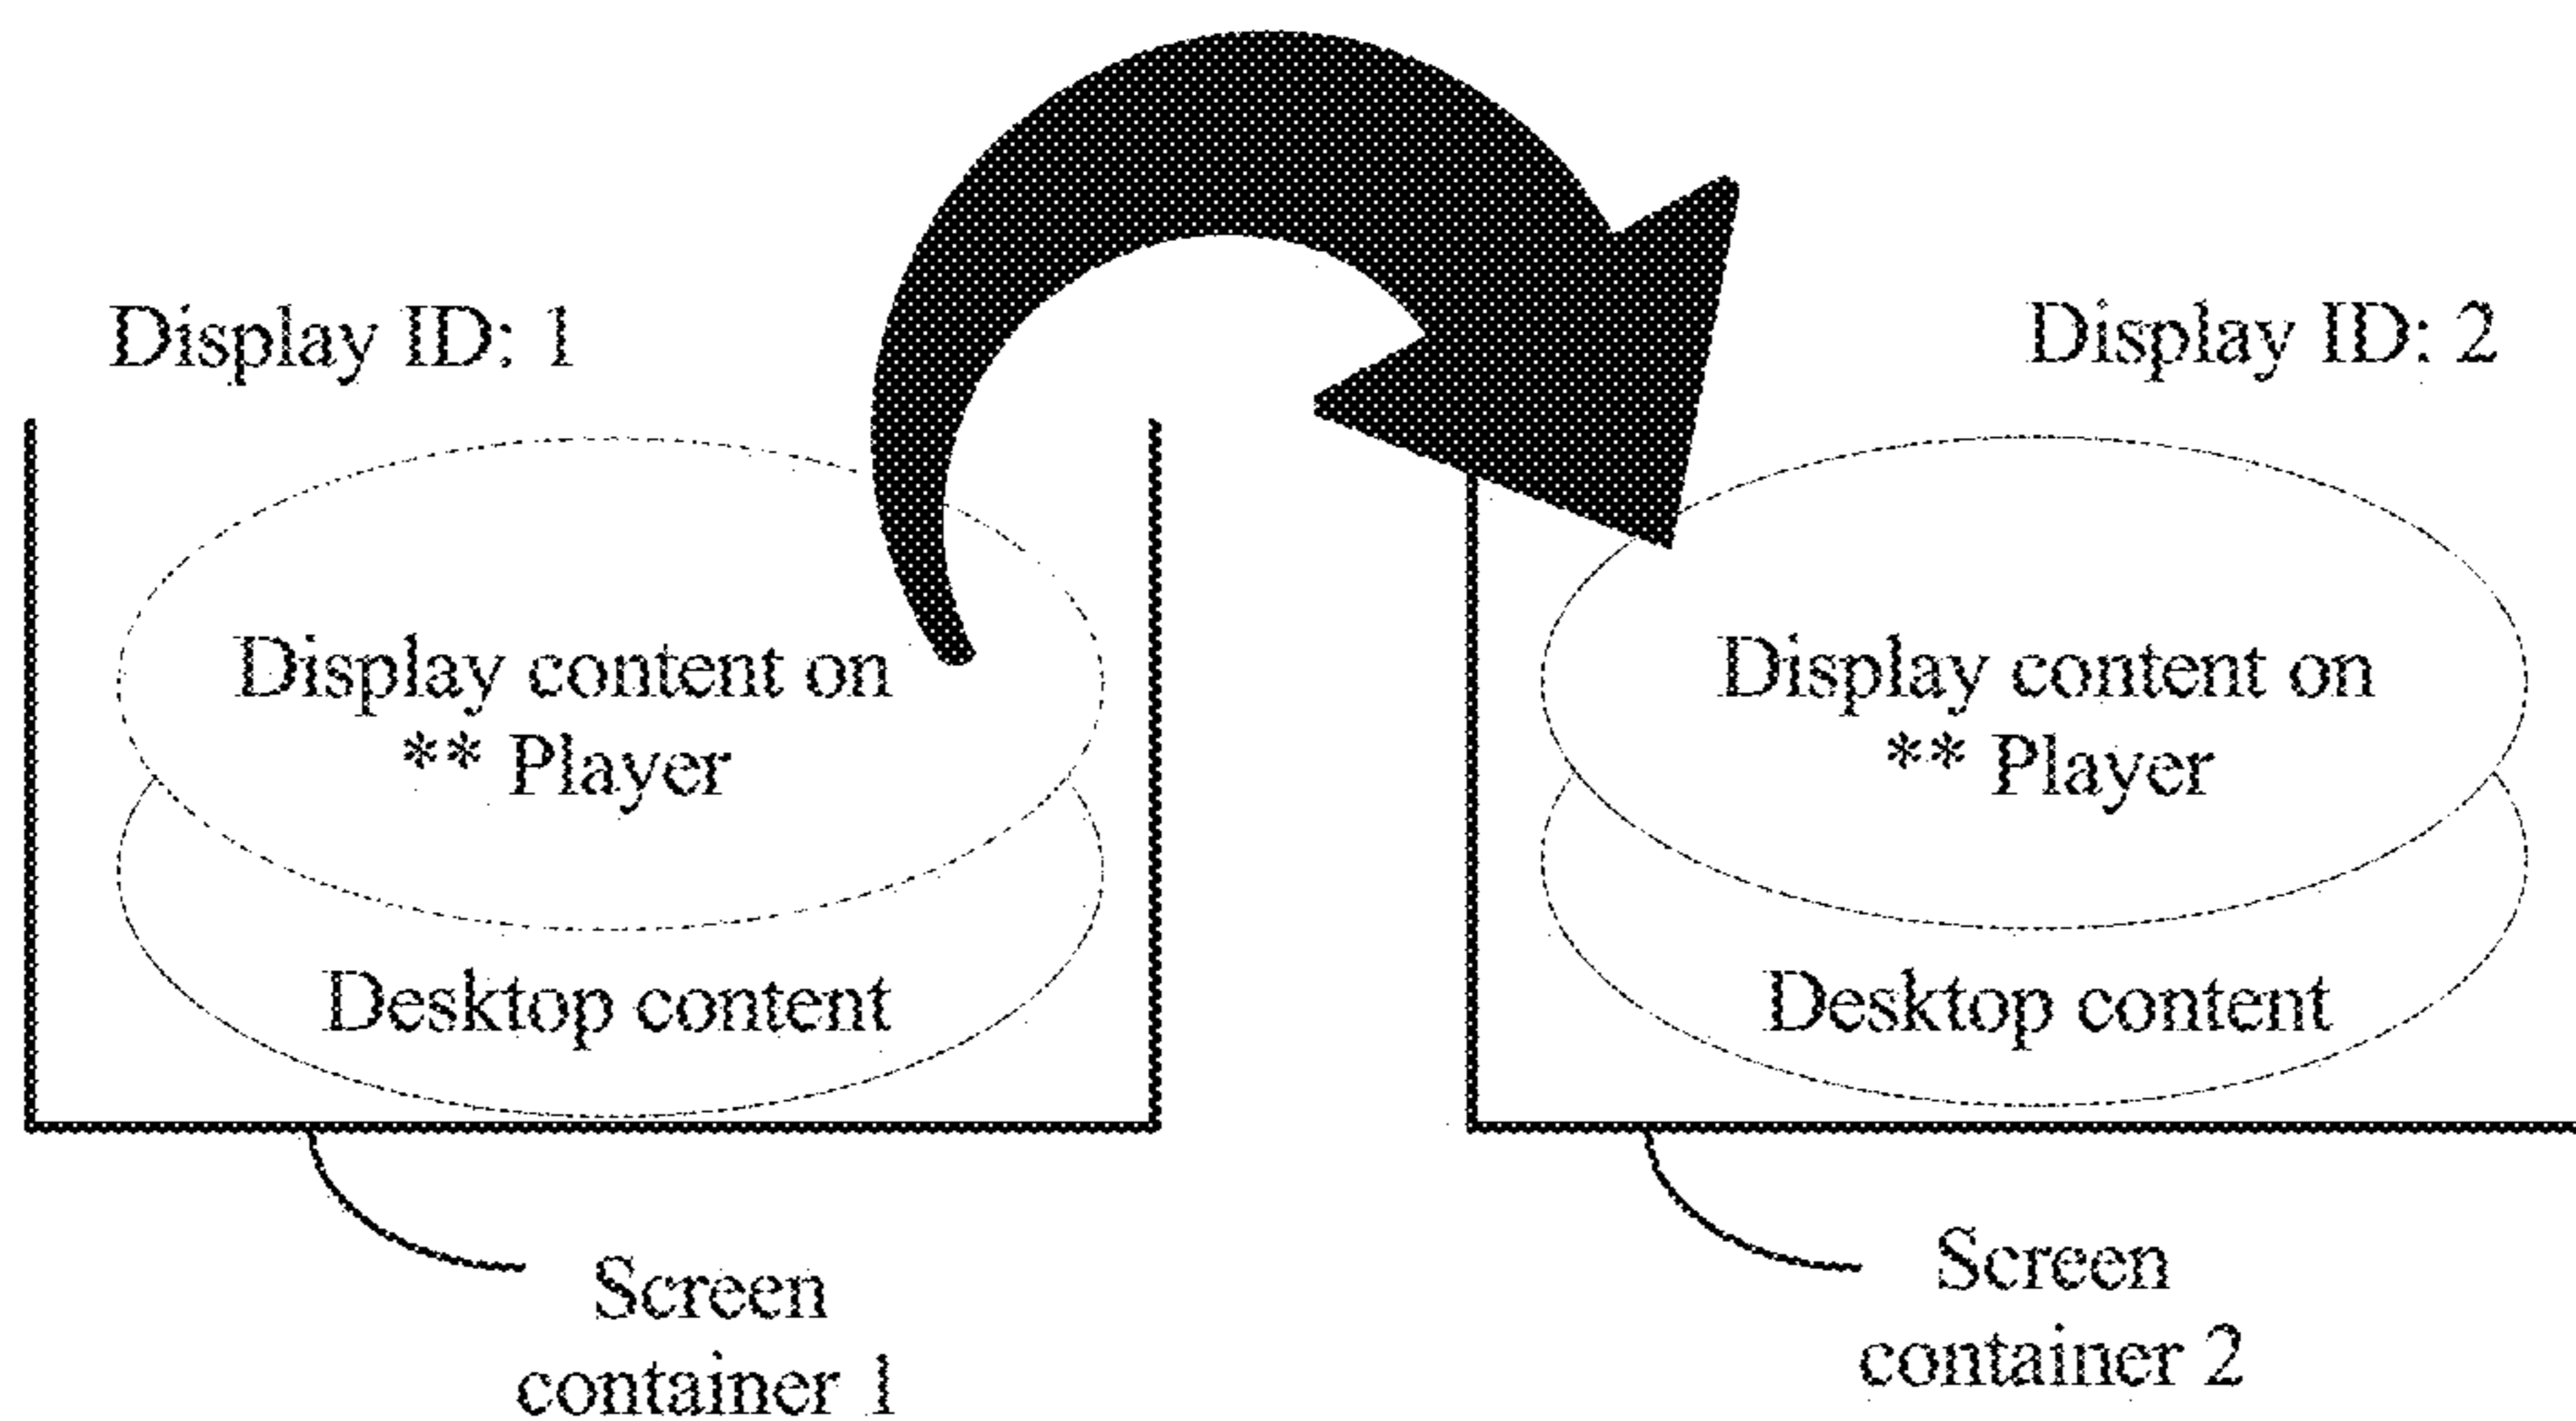 Display ID: 1
Display content on
** Player
Desktop content
Screen
container 1
Display ID: 2
Display content on
** Player
Desktop content
Screen
container 2